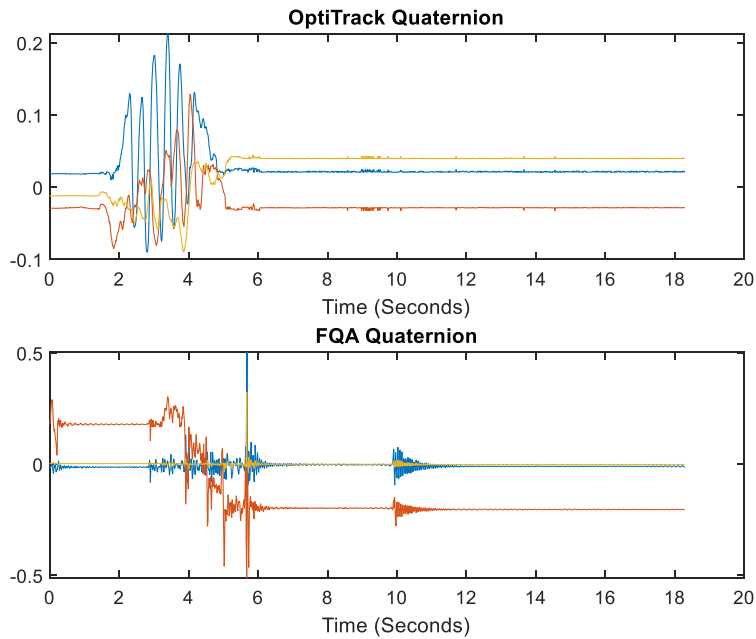 OptiTrack Quaternion
0.2
0.1
0
-0.1
0 2 4 6 8 10 12 14 16 18 20
Time (Seconds)
FQA Quaternion
0.5
0
-0.5
0 2 4 6 8 10 12 14 16 18 20
Time (Seconds)